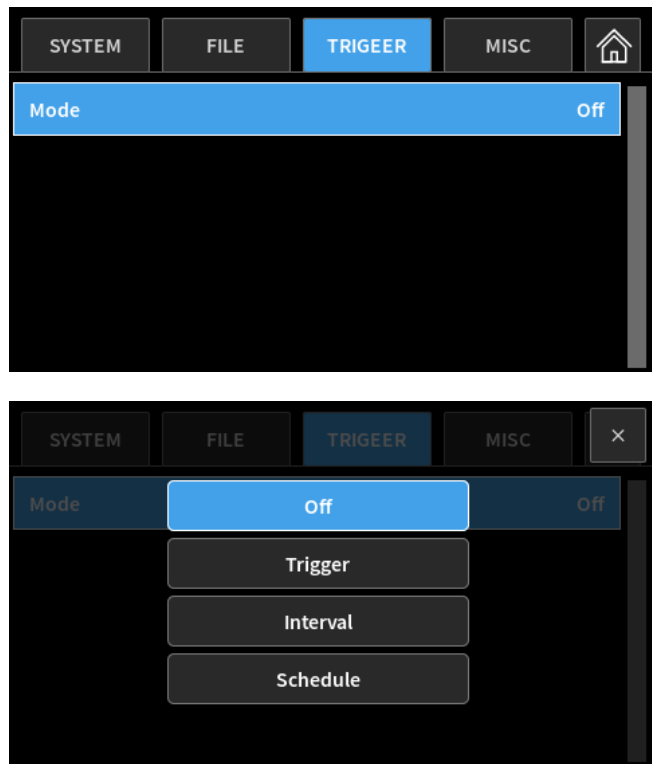 SYSTEM FILE TRIGEER MISC
Mode Off
SYSTEM FILE TRIGEER MISC ×
Mode Off Off
Trigger
Interval
Schedule